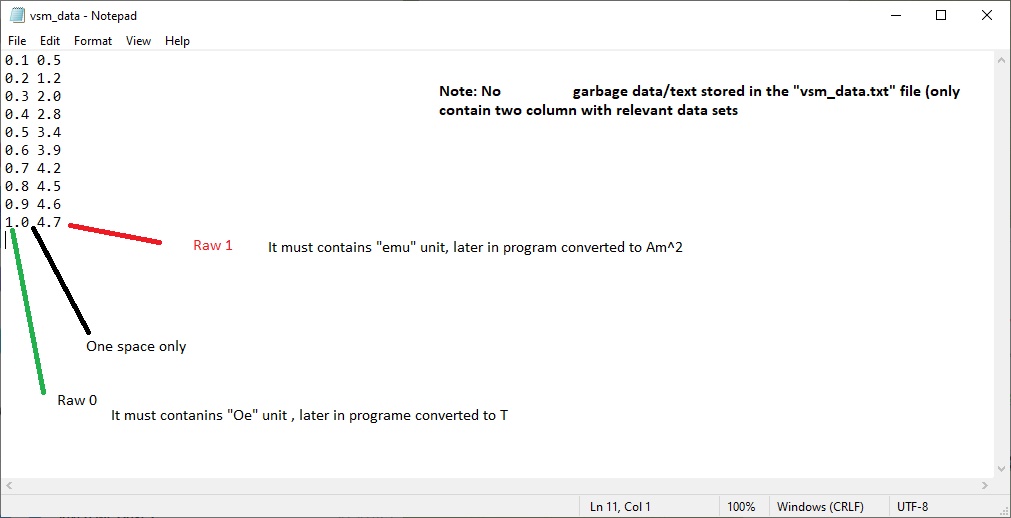 vsm_data - Notepad
File Edit Format View Help
0.1 0.5
0.2 1.2
0.3 2.0
0.4 2.8
0.5 3.4
0.6 3.9
0.7 4.2
0.8 4.5
0.9 4.6
1.0 4.7
Note: No garbage data/text stored in the "vsm_data.txt" file (only
contain two column with relevant data sets
Raw 1 It must contains "emu" unit, later in program converted to Am^2
One space only
Raw 0
It must contanins "Oe" unit , later in programe converted to T
Ln 11, Col 1 100% Windows (CRLF) UTF-8